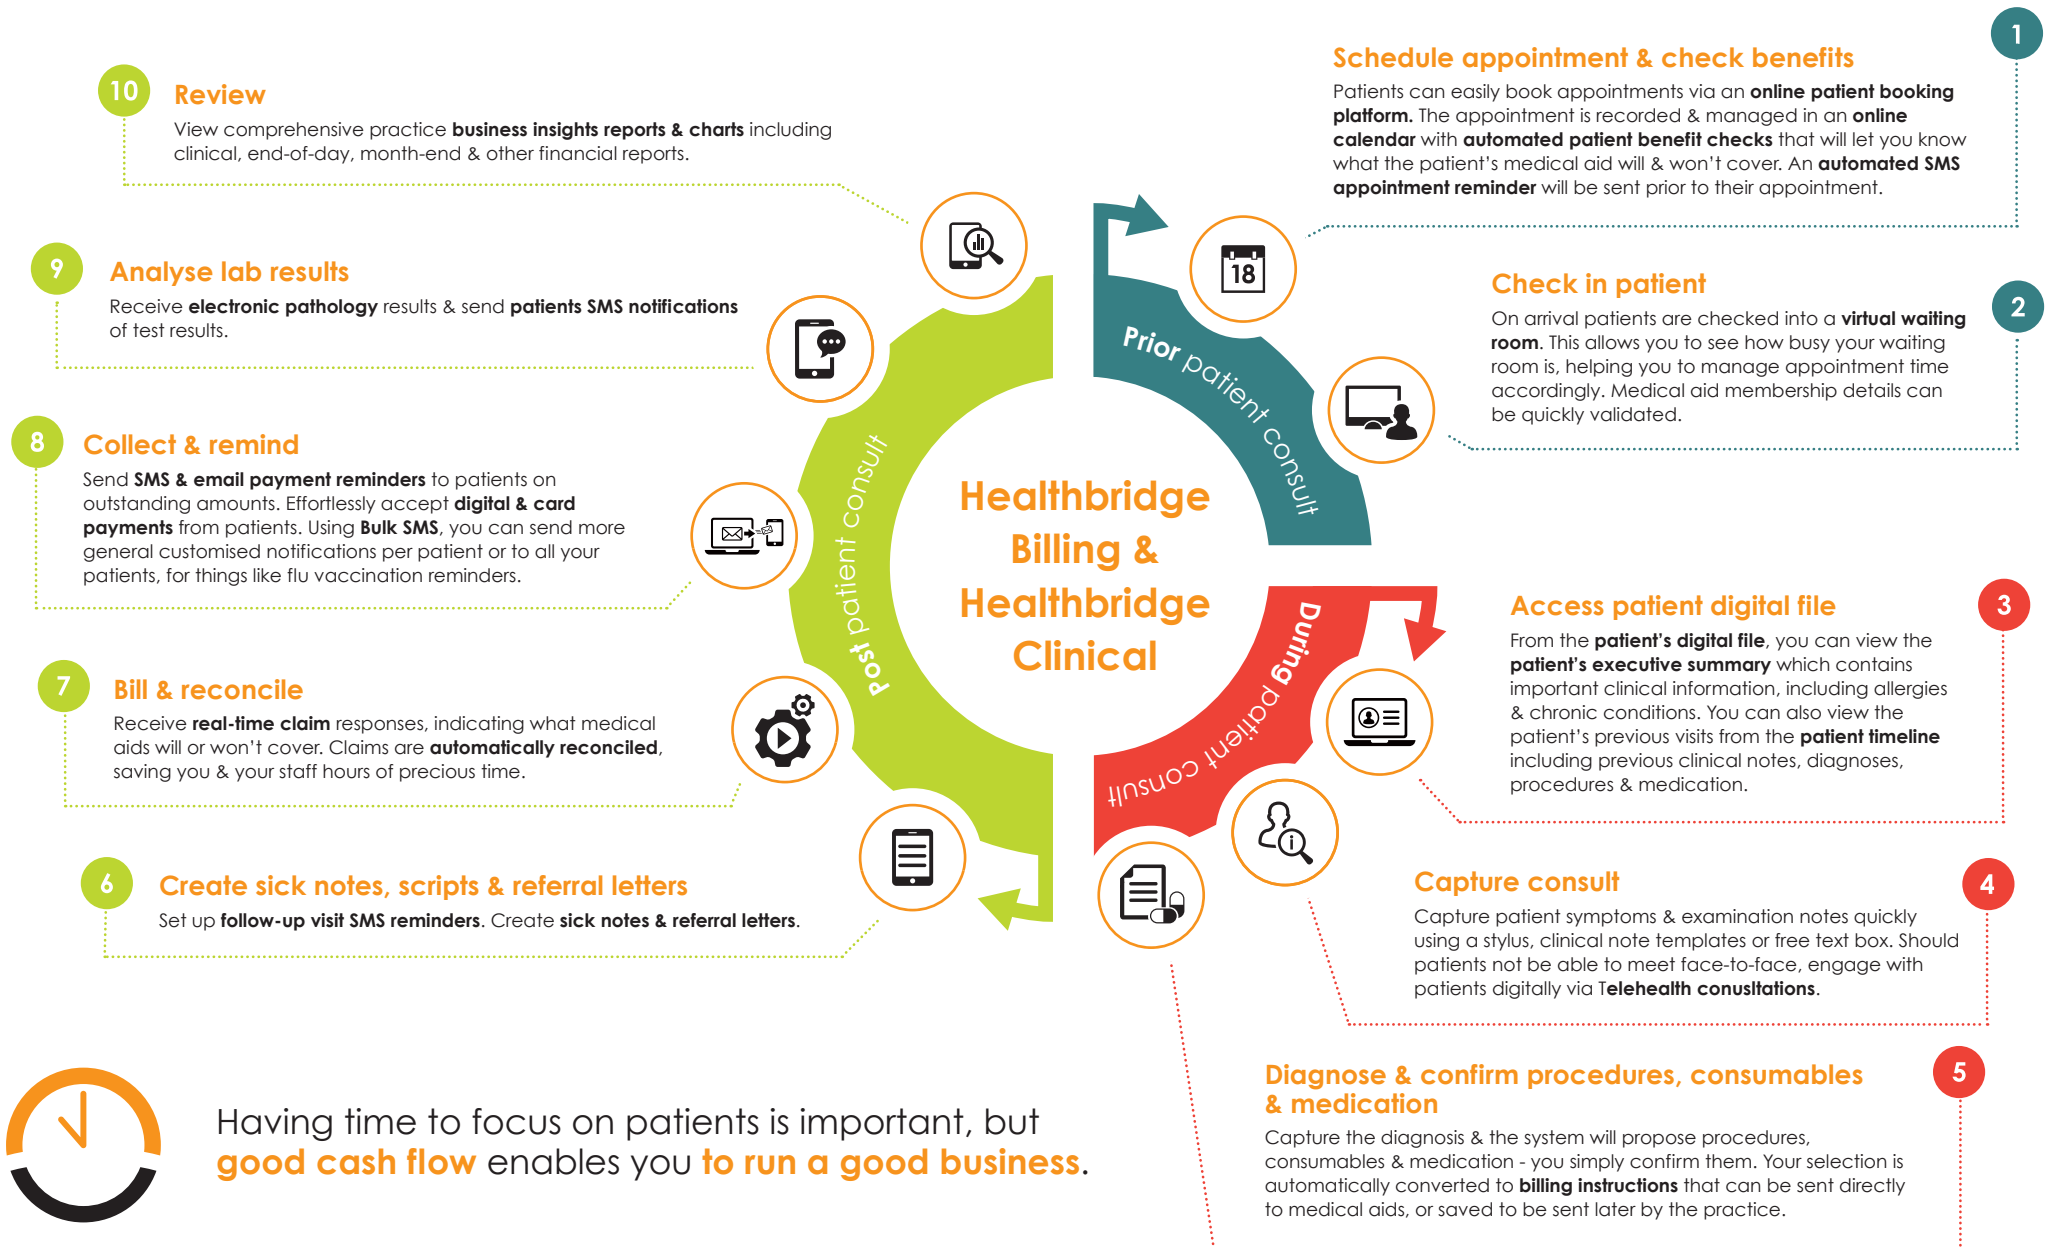 1
Schedule appointment & check benefits
Patients can easily book appointments via an online patient booking
platform. The appointment is recorded & managed in an online
calendar with automated patient benefit checks that will let you know
what the patient's medical aid will & won't cover. An automated SMS
appointment reminder will be sent prior to their appointment.
18
2
Check in patient
On arrival patients are checked into a virtual waiting
room. This allows you to see how busy your waiting
room is, helping you to manage appointment time
accordingly. Medical aid membership details can
be quickly validated.
Prior patient consult
Healthbridge
Billing &
Healthbridge
Clinical
During patient consult
3
Access patient digital file
From the patient's digital file, you can view the
patient's executive summary which contains
important clinical information, including allergies
& chronic conditions. You can also view the
patient's previous visits from the patient timeline
including previous clinical notes, diagnoses,
procedures & medication.
4
Capture consult
Capture patient symptoms & examination notes quickly
using a stylus, clinical note templates or free text box. Should
patients not be able to meet face-to-face, engage with
patients digitally via Telehealth conusltations.
5
Diagnose & confirm procedures, consumables
& medication
Capture the diagnosis & the system will propose procedures,
consumables & medication - you simply confirm them. Your selection is
automatically converted to billing instructions that can be sent directly
to medical aids, or saved to be sent later by the practice.
Post patient consult
6
Create sick notes, scripts & referral letters
Set up follow-up visit SMS reminders. Create sick notes & referral letters.
7
Bill & reconcile
Receive real-time claim responses, indicating what medical
aids will or won't cover. Claims are automatically reconciled,
saving you & your staff hours of precious time.
8
Collect & remind
Send SMS & email payment reminders to patients on
outstanding amounts. Effortlessly accept digital & card
payments from patients. Using Bulk SMS, you can send more
general customised notifications per patient or to all your
patients, for things like flu vaccination reminders.
9
Analyse lab results
Receive electronic pathology results & send patients SMS notifications
of test results.
10
Review
View comprehensive practice business insights reports & charts including
clinical, end-of-day, month-end & other financial reports.
Having time to focus on patients is important, but
good cash flow enables you to run a good business.